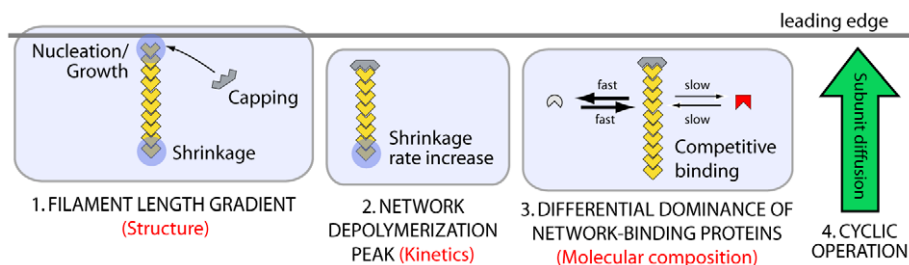 leading edge
Nucleation/
Growth
Capping
Shrinkage
1. FILAMENT LENGTH GRADIENT
(Structure)
Shrinkage
rate increase
2. NETWORK
DEPOLYMERIZATION
PEAK (Kinetics)
fast
fast
slow
slow
Competitive
binding
3. DIFFERENTIAL DOMINANCE OF
NETWORK-BINDING PROTEINS
(Molecular composition)
Subunit diffusion
4. CYCLIC
OPERATION